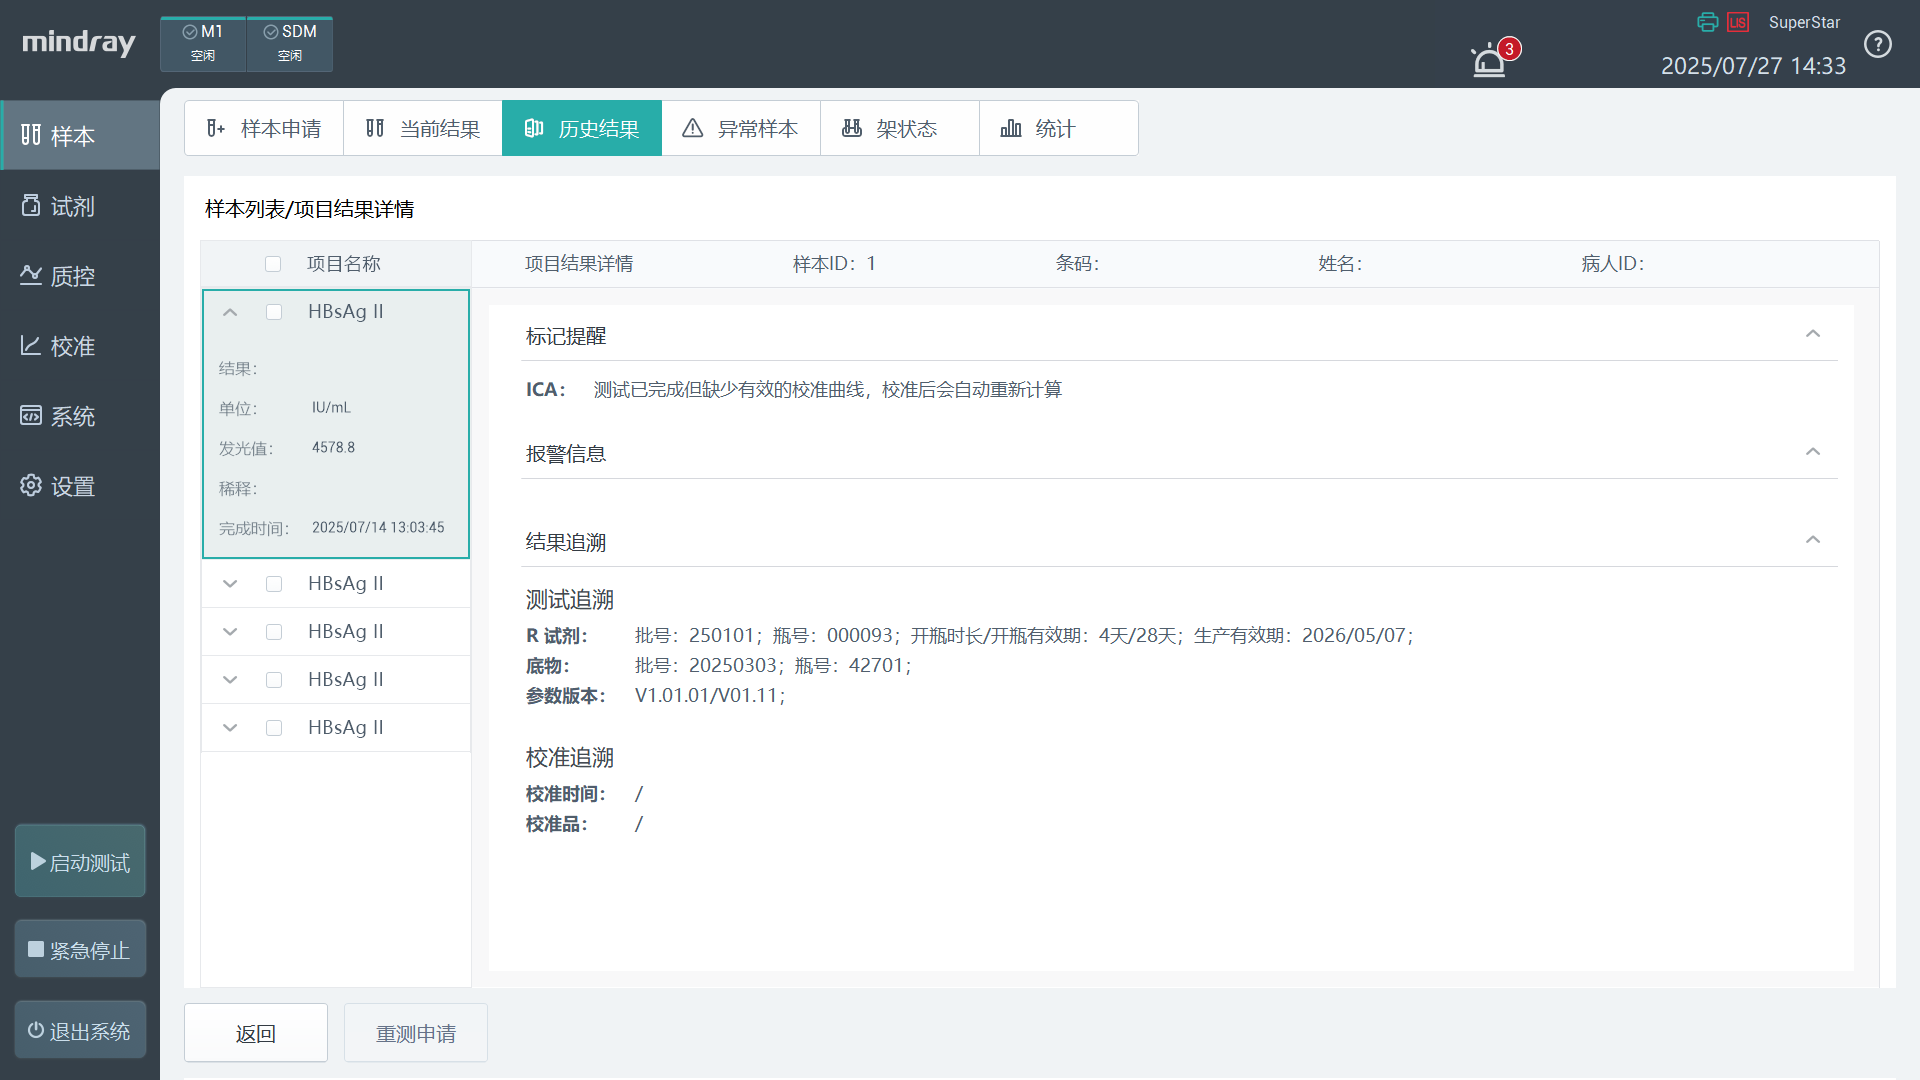 mindray
M1
空闲
SDM
空闲
3
LIS
SuperStar
2025/07/27 14:33
样本
试剂
质控
校准
系统
设置
启动测试
紧急停止
退出系统
样本申请
当前结果
历史结果
异常样本
架状态
统计
样本列表/项目结果详情
项目名称
项目结果详情
样本ID：1
条码：
姓名：
病人ID：
HBsAg II
结果：
单位： IU/mL
发光值： 4578.8
稀释：
完成时间： 2025/07/14 13:03:45
HBsAg II
HBsAg II
HBsAg II
HBsAg II
标记提醒
ICA： 测试已完成但缺少有效的校准曲线，校准后会自动重新计算
报警信息
结果追溯
测试追溯
R 试剂： 批号：250101；瓶号：000093；开瓶时长/开瓶有效期：4天/28天；生产有效期：2026/05/07；
底物： 批号：20250303；瓶号：42701；
参数版本： V1.01.01/V01.11；
校准追溯
校准时间： /
校准品： /
返回
重测申请